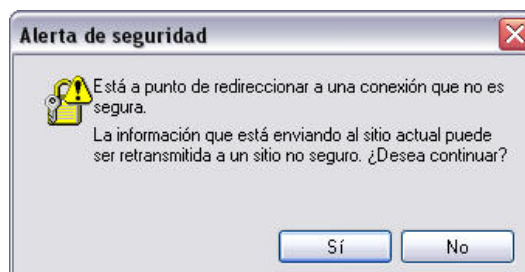 Alerta de seguridad
Está a punto de redireccionar a una conexión que no es
segura.
La información que está enviando al sitio actual puede
ser retransmitida a un sitio no seguro. ¿Desea continuar?
Sí
No